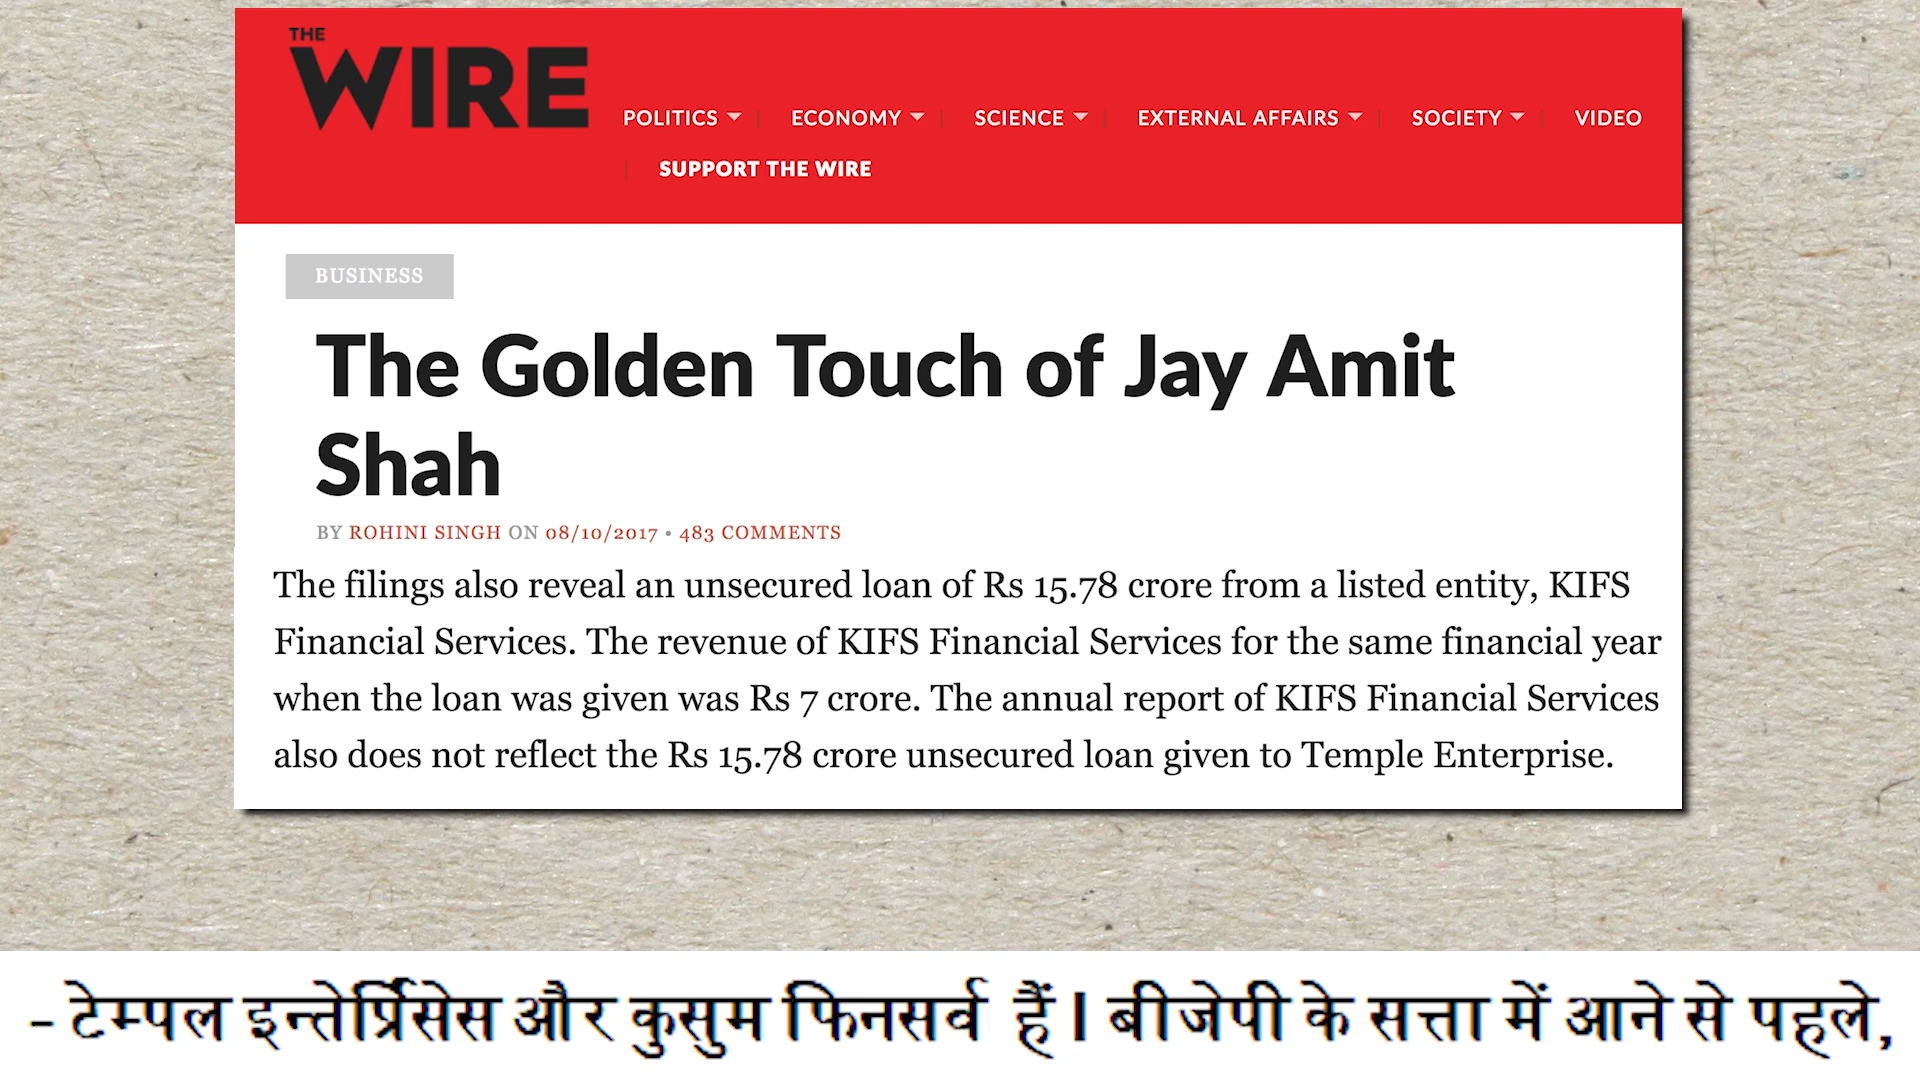 THE
WIRE
POLITICS
ECONOMY
SCIENCE
EXTERNAL AFFAIRS
SOCIETY
VIDEO
SUPPORT THE WIRE
BUSINESS
The Golden Touch of Jay Amit
Shah
BY ROHINI SINGH ON 08/10/2017 • 483 COMMENTS
The filings also reveal an unsecured loan of Rs 15.78 crore from a listed entity, KIFS
Financial Services. The revenue of KIFS Financial Services for the same financial year
when the loan was given was Rs 7 crore. The annual report of KIFS Financial Services
also does not reflect the Rs 15.78 crore unsecured loan given to Temple Enterprise.
- टेम्पल इन्तेर्प्रिसेस और कुसुम फिनसर्व हैं। बीजेपी के सत्ता में आने से पहले,